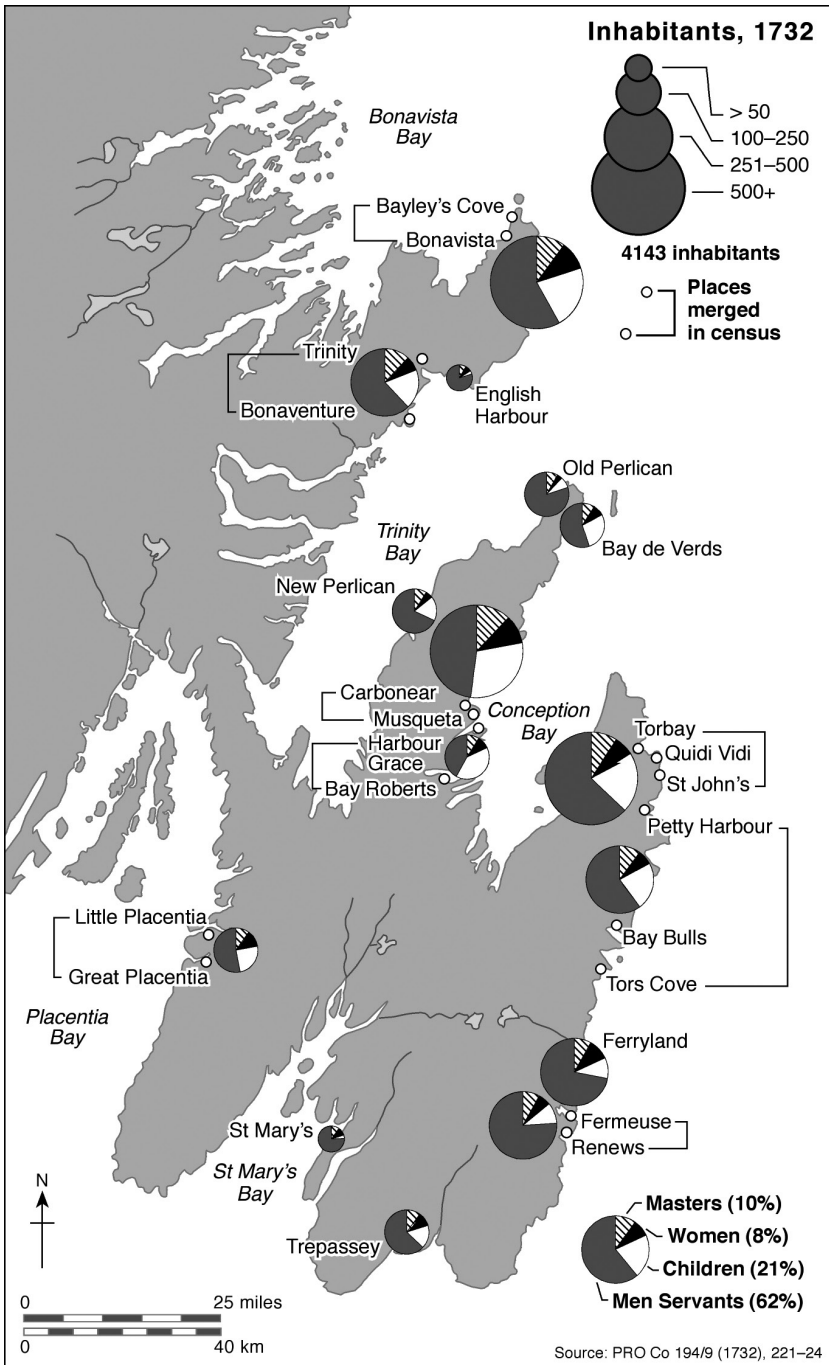 Inhabitants, 1732
> 50
100–250
251–500
500+
4143 inhabitants
Places
merged
in census
Bonavista
Bay
Bayley's Cove
Bonavista
Trinity
Bonaventure
English
Harbour
Old Perlican
Bay de Verds
Trinity
Bay
New Perlican
Carbonear
Musqueta
Harbour
Grace
Bay Roberts
Conception
Bay
Torbay
Quidi Vidi
St John's
Petty Harbour
Bay Bulls
Tors Cove
Little Placentia
Great Placentia
Placentia
Bay
Ferryland
Fermeuse
Renews
St Mary's
St Mary's
Bay
Trepassey
N
0 25 miles
0 40 km
Masters (10%)
Women (8%)
Children (21%)
Men Servants (62%)
Source: PRO Co 194/9 (1732), 221–24